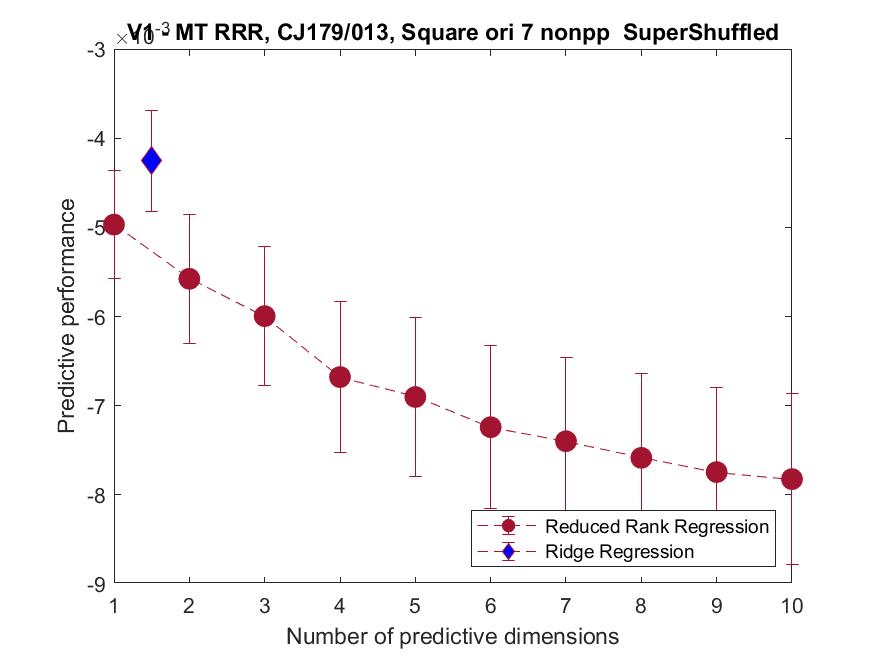 V1 - MT RRR, CJ179/013, Square ori 7 nonpp  SuperShuffled
×10-3
-3
-4
-5
-6
-7
-8
-9
Predictive performance
Reduced Rank Regression
Ridge Regression
1 2 3 4 5 6 7 8 9 10
Number of predictive dimensions